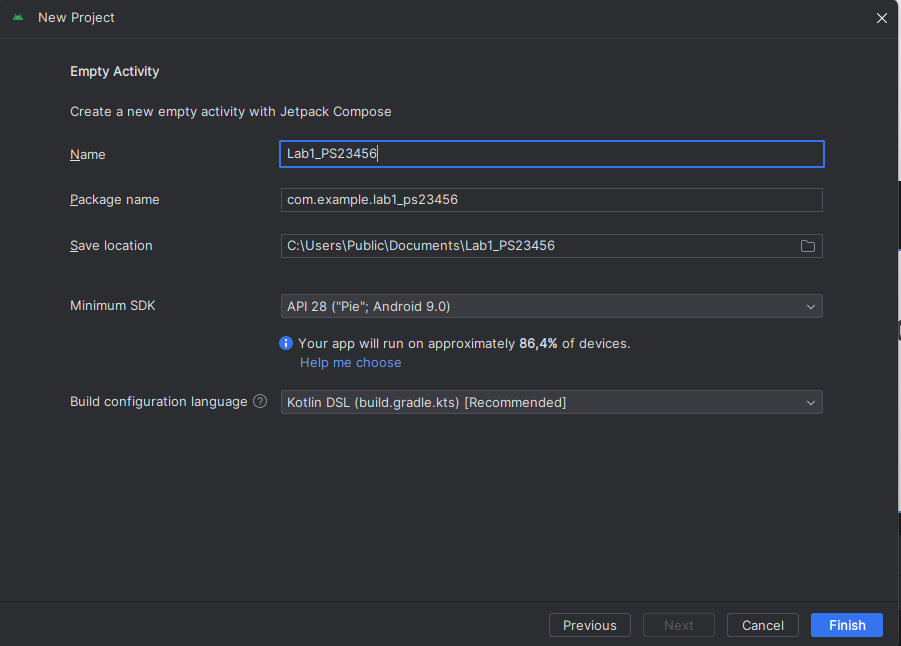 New Project
Empty Activity
Create a new empty activity with Jetpack Compose
Name
Lab1_PS23456
Package name
com.example.lab1_ps23456
Save location
C:\Users\Public\Documents\Lab1_PS23456
Minimum SDK
API 28 ("Pie"; Android 9.0)
Your app will run on approximately 86,4% of devices.
Help me choose
Build configuration language
Kotlin DSL (build.gradle.kts) [Recommended]
Previous
Next
Cancel
Finish